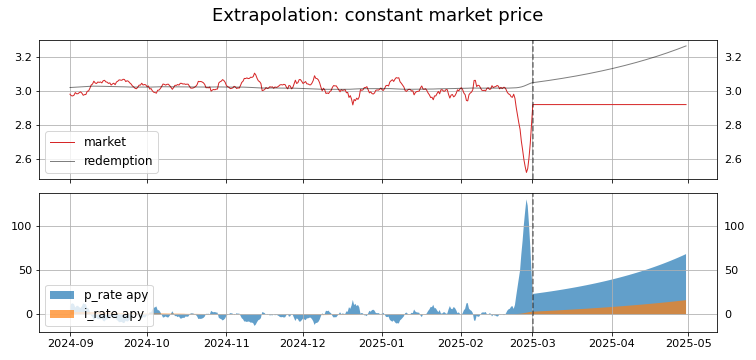 Extrapolation: constant market price
3.2 3.2
3.0 3.0
2.8 2.8
2.6 2.6
market
redemption
100 100
50 50
0 0
p_rate apy
i_rate apy
2024-09 2024-10 2024-11 2024-12 2025-01 2025-02 2025-03 2025-04 2025-05